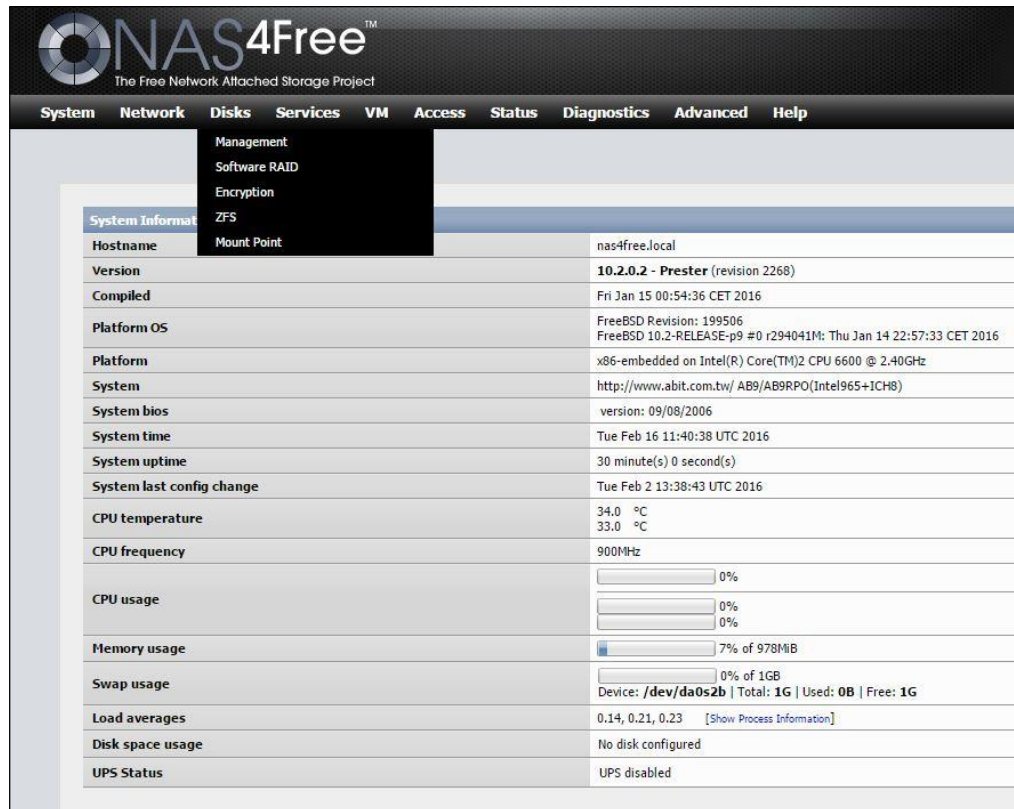 NAS4Free™
The Free Network Attached Storage Project
System Network Disks Services VM Access Status Diagnostics Advanced Help
Management
Software RAID
Encryption
ZFS
Mount Point
System Informat
Hostname nas4free.local
Version 10.2.0.2 - Prester (revision 2268)
Compiled Fri Jan 15 00:54:36 CET 2016
Platform OS FreeBSD Revision: 199506
FreeBSD 10.2-RELEASE-p9 #0 r294041M: Thu Jan 14 22:57:33 CET 2016
Platform x86-embedded on Intel(R) Core(TM)2 CPU 6600 @ 2.40GHz
System http://www.abit.com.tw/ AB9/AB9RPO(Intel965+ICH8)
System bios version: 09/08/2006
System time Tue Feb 16 11:40:38 UTC 2016
System uptime 30 minute(s) 0 second(s)
System last config change Tue Feb 2 13:38:43 UTC 2016
CPU temperature 34.0 °C
33.0 °C
CPU frequency 900MHz
CPU usage 0%
0%
0%
Memory usage 7% of 978MiB
Swap usage 0% of 1GB
Device: /dev/da0s2b | Total: 1G | Used: 0B | Free: 1G
Load averages 0.14, 0.21, 0.23 [Show Process Information]
Disk space usage No disk configured
UPS Status UPS disabled